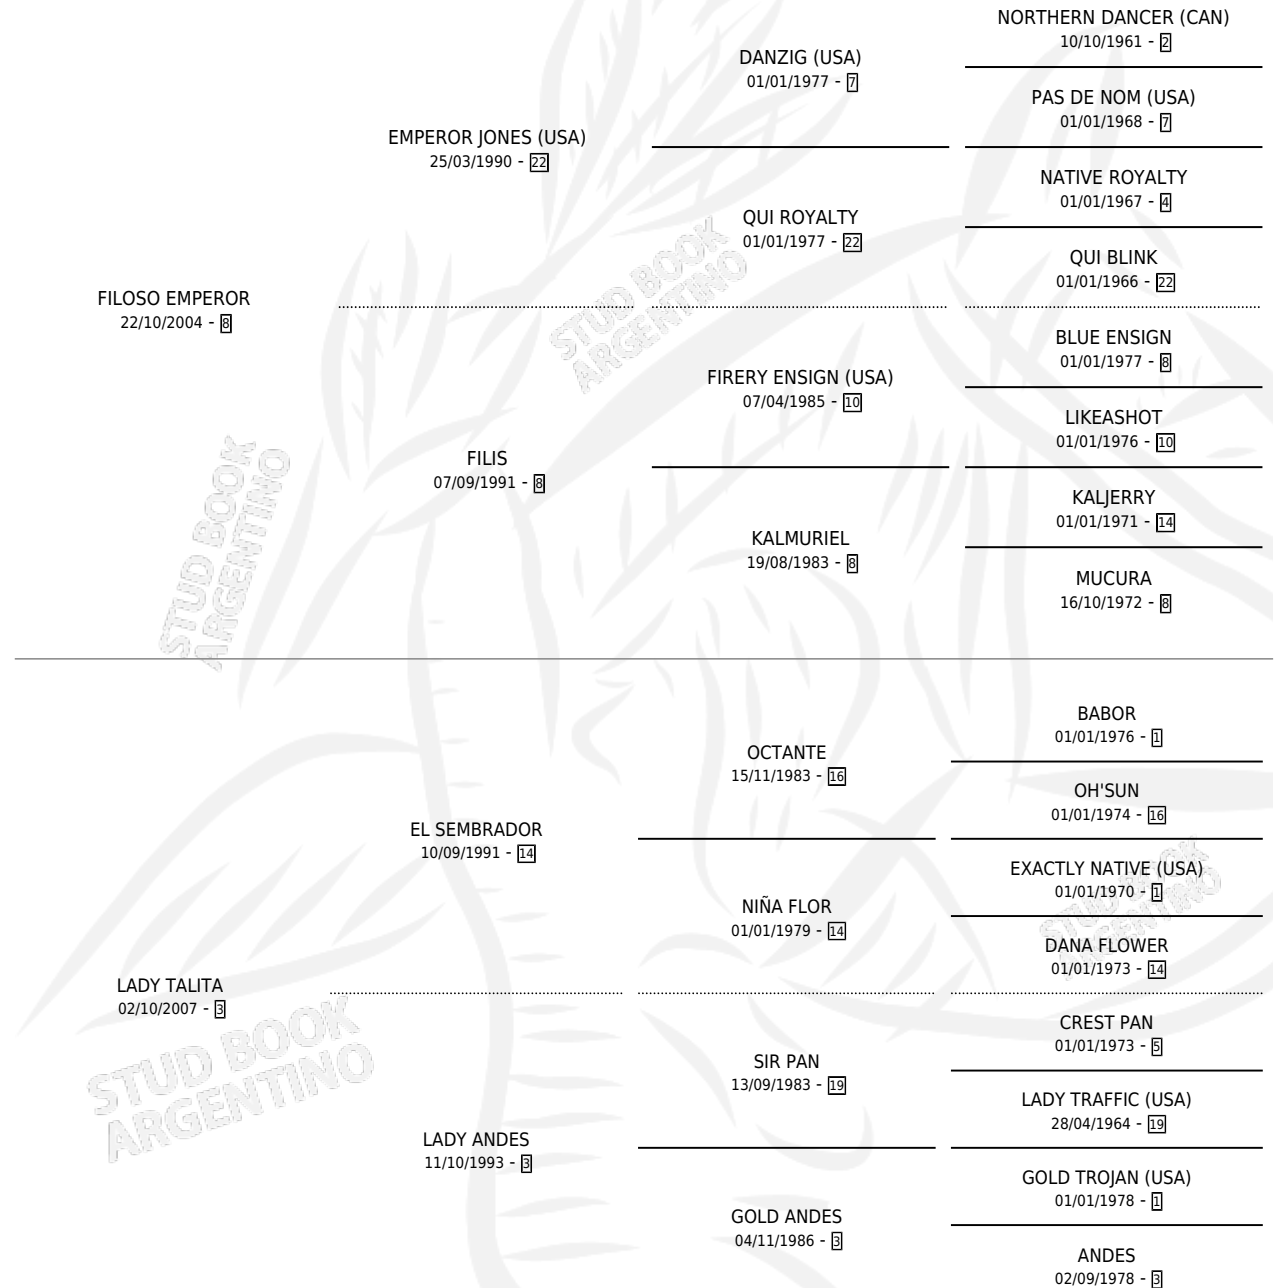 NORTHERN DANCER (CAN)
10/10/1961 - 2
DANZIG (USA)
01/01/1977 - 7
PAS DE NOM (USA)
01/01/1968 - 7
EMPEROR JONES (USA)
25/03/1990 - 22
NATIVE ROYALTY
01/01/1967 - 4
QUI ROYALTY
01/01/1977 - 22
QUI BLINK
01/01/1966 - 22
FILOSO EMPEROR
22/10/2004 - 8
STUD BOOK
ARGENTINO
BLUE ENSIGN
01/01/1977 - 8
FIRERY ENSIGN (USA)
07/04/1985 - 10
LIKEASHOT
01/01/1976 - 10
FILIS
07/09/1991 - 8
STUD BOOK
ARGENTINO
KALJERRY
01/01/1971 - 14
KALMURIEL
19/08/1983 - 8
MUCURA
16/10/1972 - 8
BABOR
01/01/1976 - 1
OCTANTE
15/11/1983 - 16
OH'SUN
01/01/1974 - 16
EL SEMBRADOR
10/09/1991 - 14
EXACTLY NATIVE (USA)
01/01/1970 - 1
STUD BOOK
ARGENTINO
NIÑA FLOR
01/01/1979 - 14
DANA FLOWER
01/01/1973 - 14
LADY TALITA
02/10/2007 - 3
STUD BOOK
ARGENTINO
CREST PAN
01/01/1973 - 5
SIR PAN
13/09/1983 - 19
LADY TRAFFIC (USA)
28/04/1964 - 19
LADY ANDES
11/10/1993 - 3
GOLD TROJAN (USA)
01/01/1978 - 1
GOLD ANDES
04/11/1986 - 3
ANDES
02/09/1978 - 3